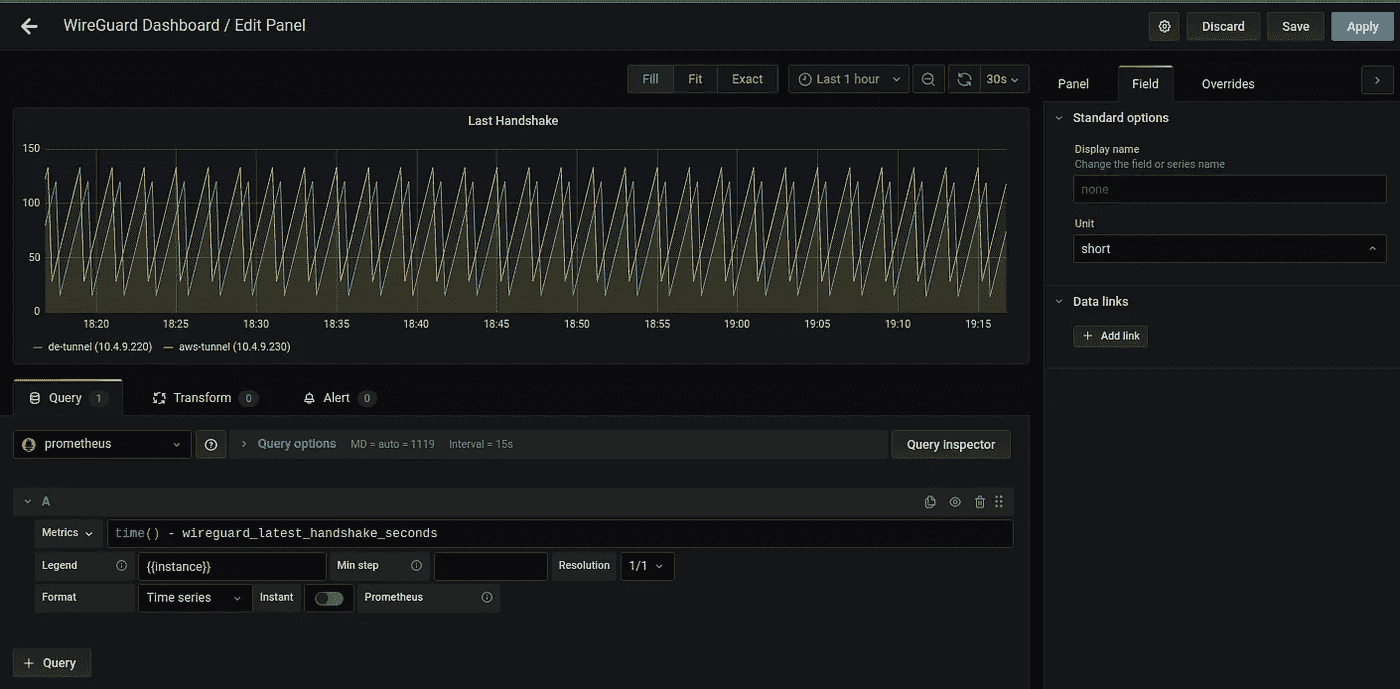 WireGuard Dashboard / Edit Panel
Discard Save Apply
Fill Fit Exact Last 1 hour 30s
Panel Field Overrides
Last Handshake
150
100
50
0
18:20 18:25 18:30 18:35 18:40 18:45 18:50 18:55 19:00 19:05 19:10 19:15
de-tunnel (10.4.9.220) aws-tunnel (10.4.9.230)
Standard options
Display name
Change the field or series name
none
Unit
short
Data links
+ Add link
Query 1 Transform 0 Alert 0
prometheus Query options MD = auto = 1119 Interval = 15s Query inspector
A
Metrics time() - wireguard_latest_handshake_seconds
Legend {{instance}} Min step Resolution 1/1
Format Time series Instant Prometheus
+ Query